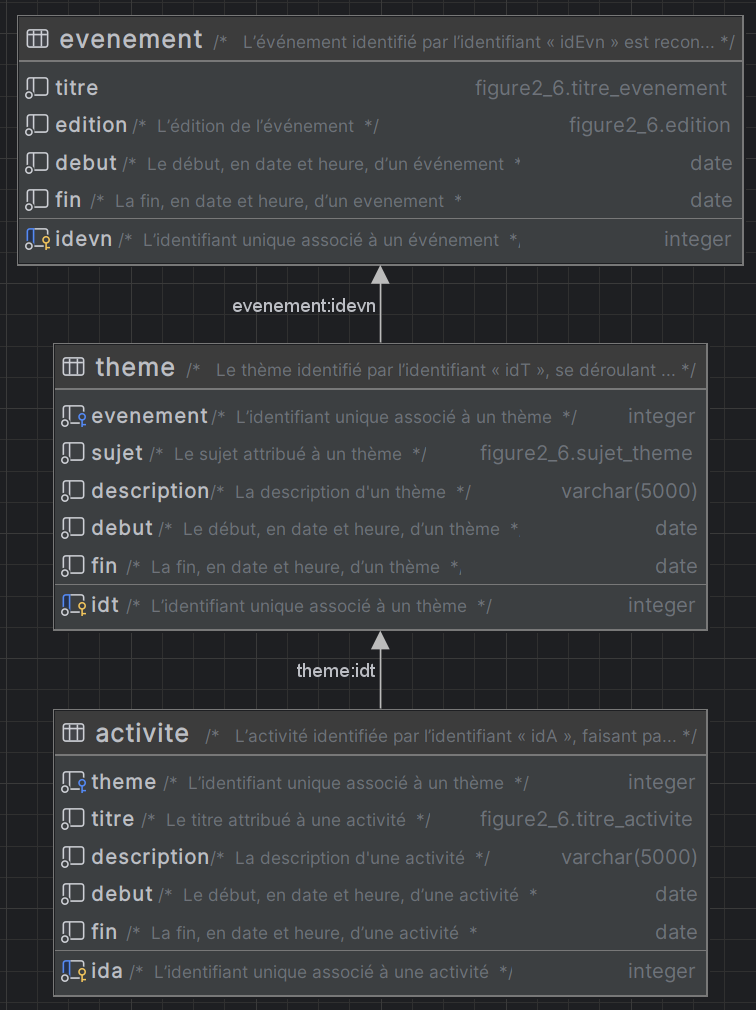 evenement /* L’événement identifié par l’identifiant « idEvn » est recon... */
titre figure2_6.titre_evenement
edition /* L’édition de l’événement */ figure2_6.edition
debut /* Le début, en date et heure, d’un événement * date
fin /* La fin, en date et heure, d’un evenement * date
idevn /* L’identifiant unique associé à un événement */ integer
evenement:idevn
theme /* Le thème identifié par l’identifiant « idT », se déroulant ... */
evenement /* L’identifiant unique associé à un thème */ integer
sujet /* Le sujet attribué à un thème */ figure2_6.sujet_theme
description /* La description d'un thème */ varchar(5000)
debut /* Le début, en date et heure, d’un thème * date
fin /* La fin, en date et heure, d’un thème */ date
idt /* L’identifiant unique associé à un thème */ integer
theme:idt
activite /* L’activité identifiée par l’identifiant « idA », faisant pa... */
theme /* L’identifiant unique associé à un thème */ integer
titre /* Le titre attribué à une activité */ figure2_6.titre_activite
description /* La description d'une activité */ varchar(5000)
debut /* Le début, en date et heure, d’une activité * date
fin /* La fin, en date et heure, d’une activité * date
ida /* L’identifiant unique associé à une activité */ integer